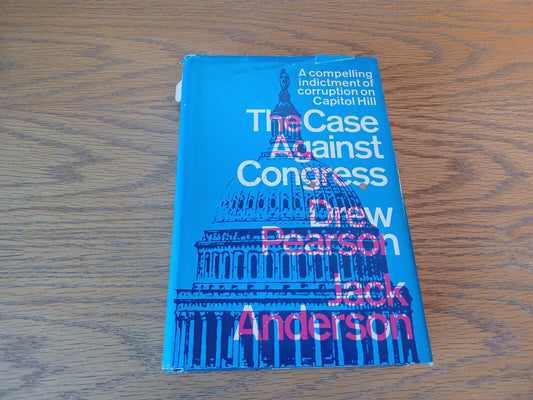 A compelling
indictment of
corruption on
Capitol Hill
The Case
Against
Congress
Drew
Pearson
Jack
Anderson